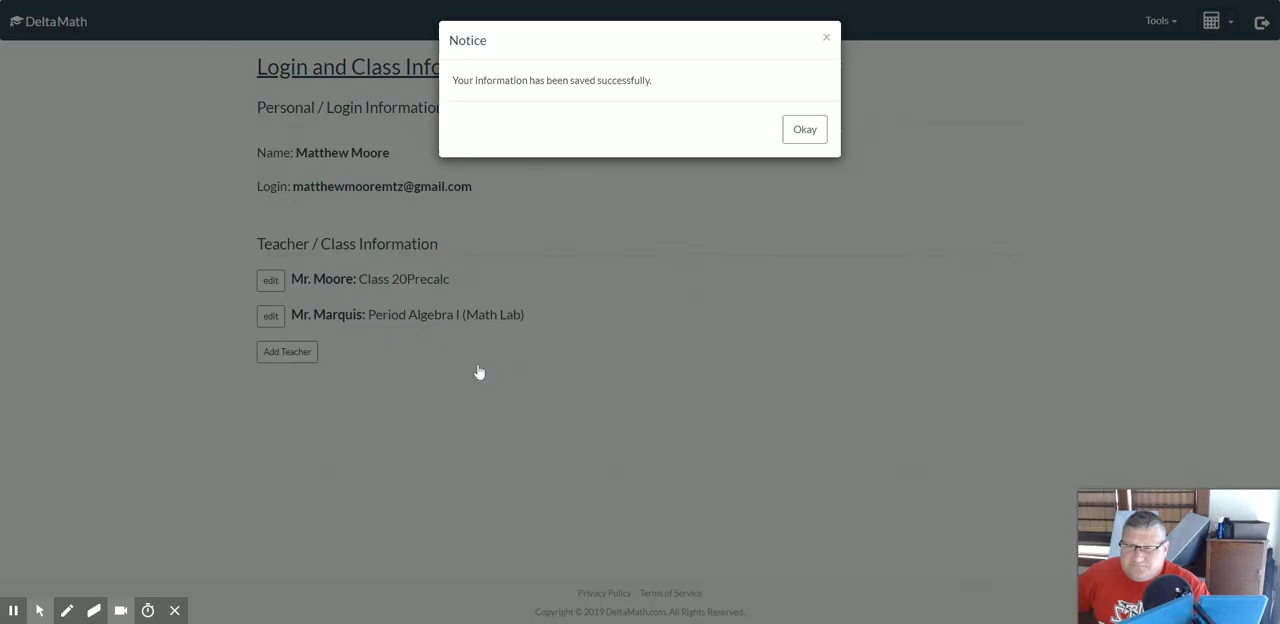 DeltaMath
Tools
Notice
×
Your information has been saved successfully.
Okay
Login and Class Info
Personal / Login Information
Name: Matthew Moore
Login: matthewmooremtz@gmail.com
Teacher / Class Information
edit Mr. Moore: Class 20Precalc
edit Mr. Marquis: Period Algebra I (Math Lab)
Add Teacher
Privacy Policy Terms of Service
Copyright © 2019 DeltaMath.com. All Rights Reserved.